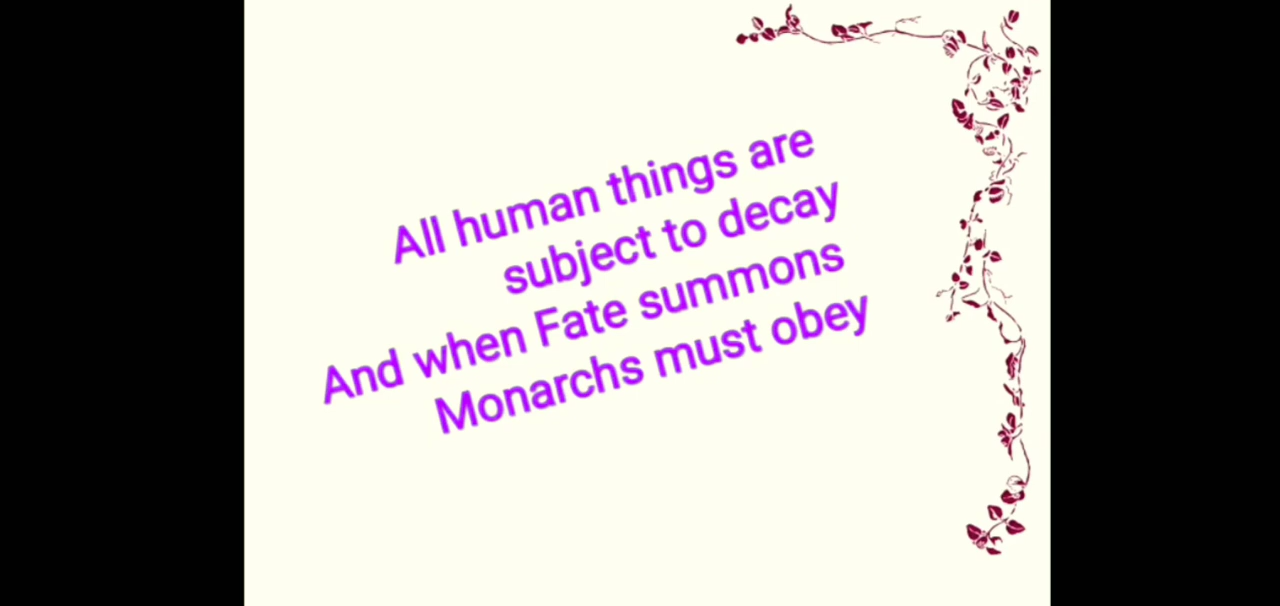 All human things are
subject to decay
And when Fate summons
Monarchs must obey